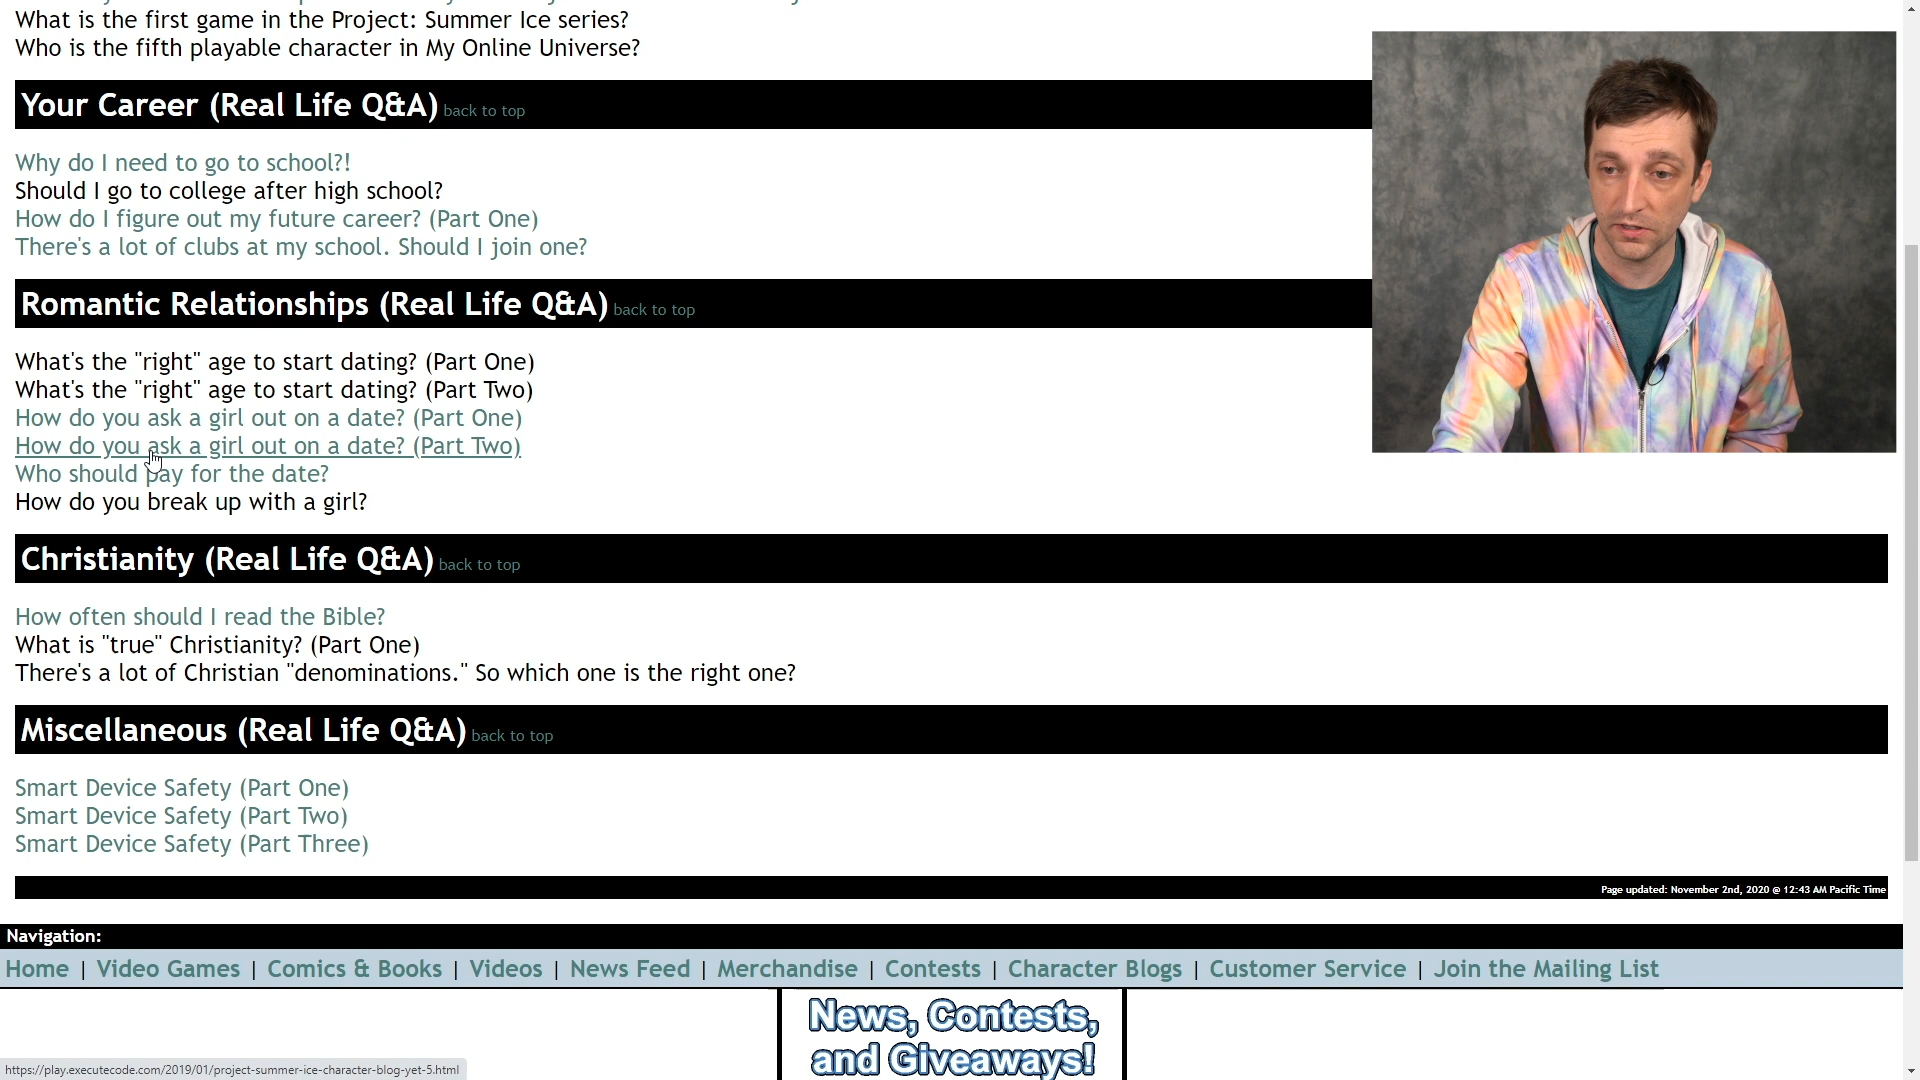 What is the first game in the Project: Summer Ice series?
Who is the fifth playable character in My Online Universe?
Your Career (Real Life Q&A) back to top
Why do I need to go to school?!
Should I go to college after high school?
How do I figure out my future career? (Part One)
There's a lot of clubs at my school. Should I join one?
Romantic Relationships (Real Life Q&A) back to top
What's the "right" age to start dating? (Part One)
What's the "right" age to start dating? (Part Two)
How do you ask a girl out on a date? (Part One)
How do you ask a girl out on a date? (Part Two)
Who should pay for the date?
How do you break up with a girl?
Christianity (Real Life Q&A) back to top
How often should I read the Bible?
What is "true" Christianity? (Part One)
There's a lot of Christian "denominations." So which one is the right one?
Miscellaneous (Real Life Q&A) back to top
Smart Device Safety (Part One)
Smart Device Safety (Part Two)
Smart Device Safety (Part Three)
Page updated: November 2nd, 2020 @ 12:43 AM Pacific Time
Navigation:
Home | Video Games | Comics & Books | Videos | News Feed | Merchandise | Contests | Character Blogs | Customer Service | Join the Mailing List
News, Contests,
and Giveaways!
https://play.executecode.com/2019/01/project-summer-ice-character-blog-yet-5.html